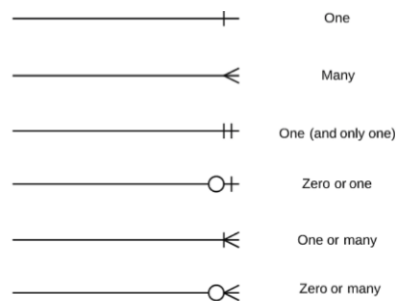 One
Many
One (and only one)
Zero or one
One or many
Zero or many